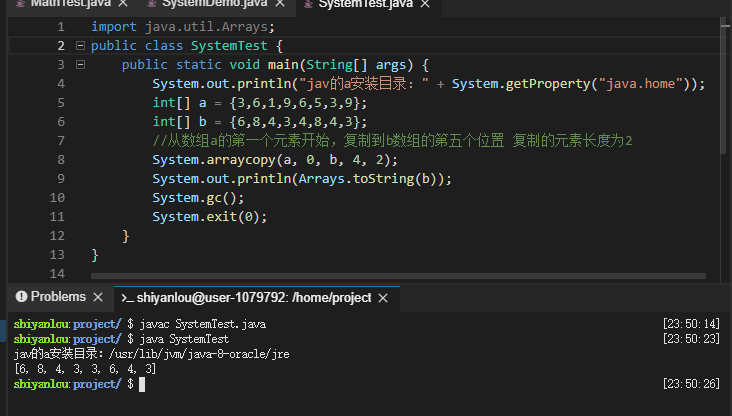 MathTest.java SystemDemo.java SystemTest.java
1 import java.util.Arrays;
2 public class SystemTest {
3 public static void main(String[] args) {
4 System.out.println("jav的a安装目录：" + System.getProperty("java.home"));
5 int[] a = {3,6,1,9,6,5,3,9};
6 int[] b = {6,8,4,3,4,8,4,3};
7 //从数组a的第一个元素开始，复制到b数组的第五个位置 复制的元素长度为2
8 System.arraycopy(a, 0, b, 4, 2);
9 System.out.println(Arrays.toString(b));
10 System.gc();
11 System.exit(0);
12 }
13 }
14
Problems >_ shiyanlou@user-1079792: /home/project
shiyanlou:project/ $ javac SystemTest.java [23:50:14]
shiyanlou:project/ $ java SystemTest [23:50:23]
jav的a安装目录：/usr/lib/jvm/java-8-oracle/jre
[6, 8, 4, 3, 3, 6, 4, 3]
shiyanlou:project/ $ [23:50:26]